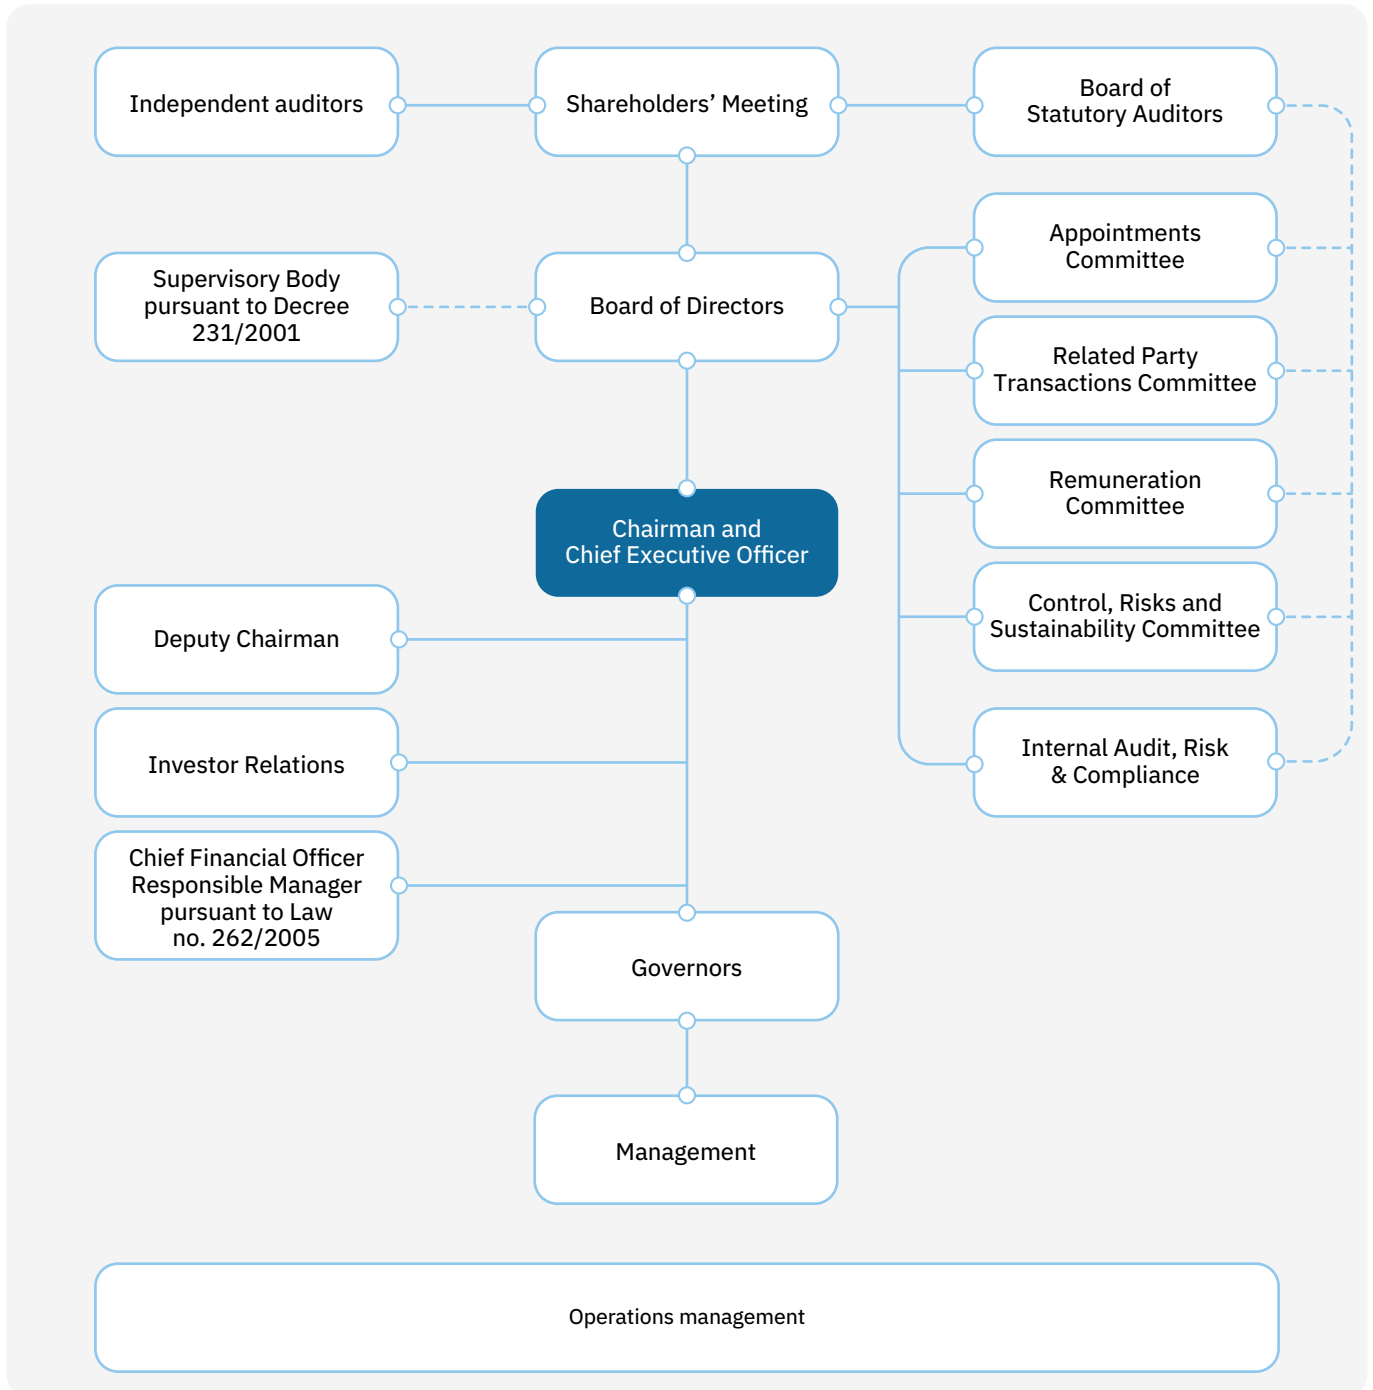 Independent auditors
Shareholders’ Meeting
Board of
Statutory Auditors
Appointments
Committee
Supervisory Body
pursuant to Decree
231/2001
Board of Directors
Related Party
Transactions Committee
Remuneration
Committee
Chairman and
Chief Executive Officer
Control, Risks and
Sustainability Committee
Deputy Chairman
Investor Relations
Internal Audit, Risk
& Compliance
Chief Financial Officer
Responsible Manager
pursuant to Law
no. 262/2005
Governors
Management
Operations management